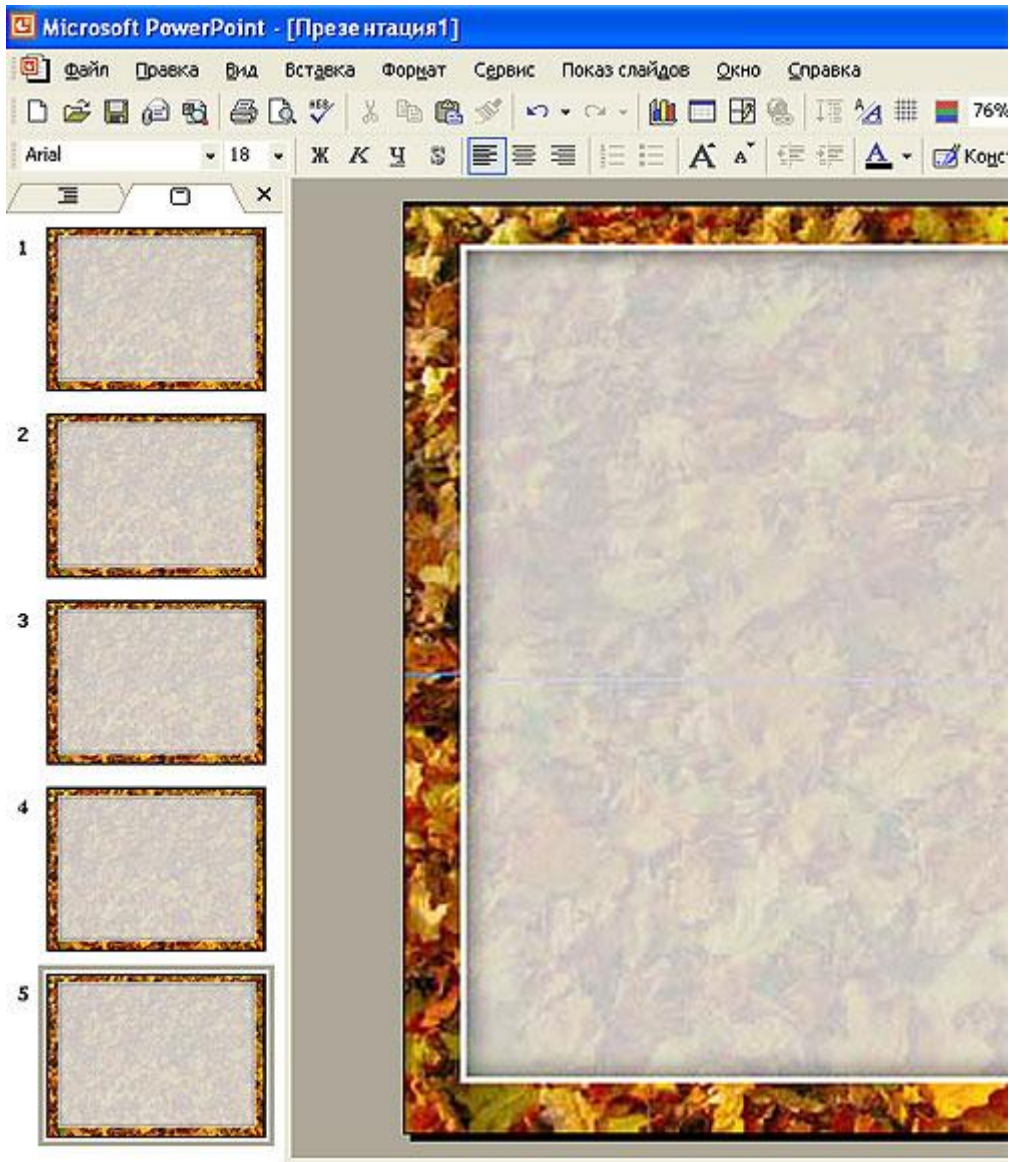 Microsoft PowerPoint - [Презентация1]
Файл Правка Вид Вставка Формат Сервис Показ слайдов Окно Справка
76%
Arial 18 Ж К Ч S А А А Конс
1
2
3
4
5